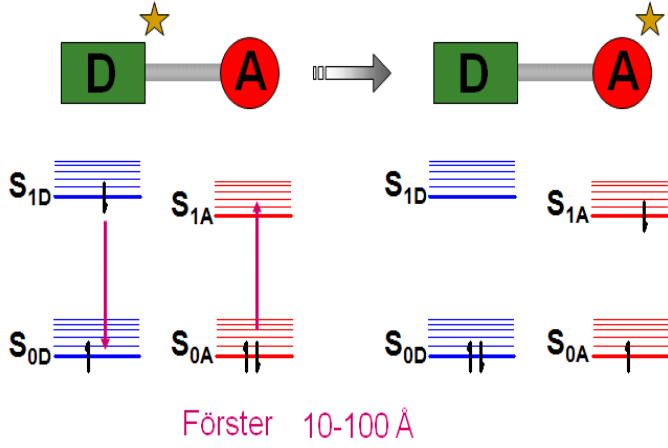 D A D A
S1D S1A S1D S1A
S0D S0A S0D S0A
Förster 10-100 Å